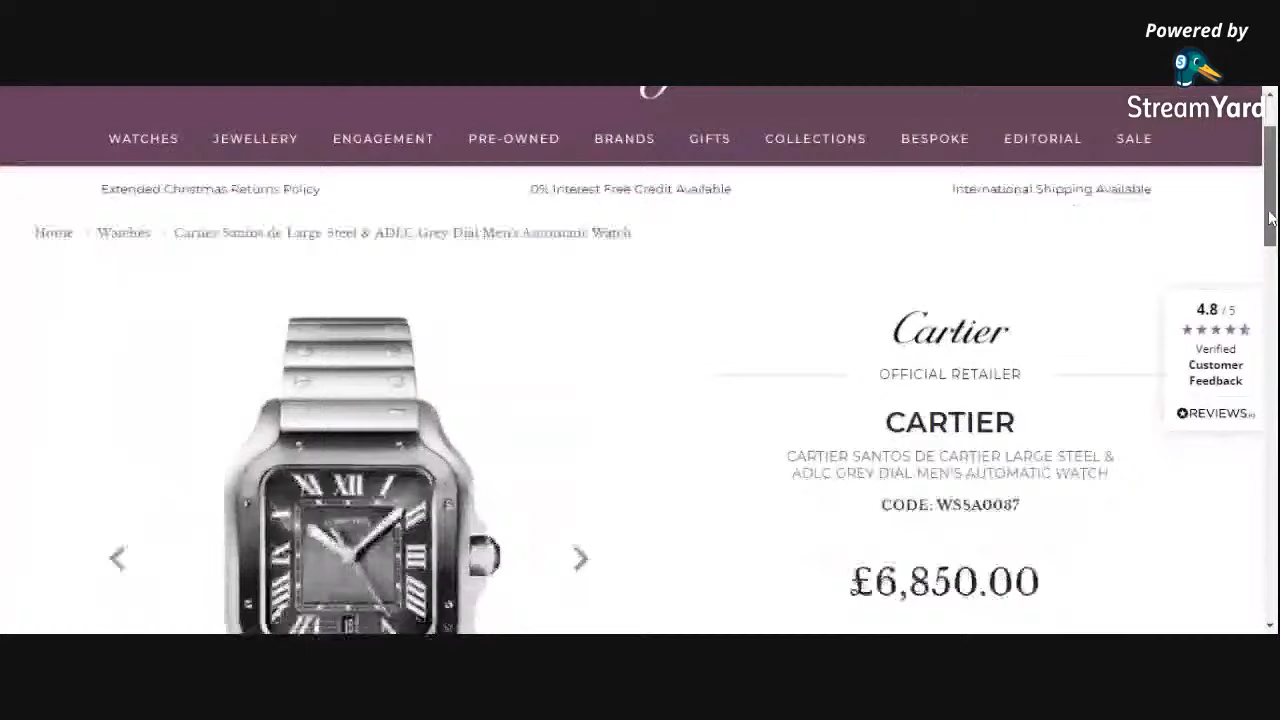 Powered by
StreamYard
WATCHES JEWELLERY ENGAGEMENT PRE-OWNED BRANDS GIFTS COLLECTIONS BESPOKE EDITORIAL SALE
Extended Christmas Returns Policy 0% Interest Free Credit Available International Shipping Available
Home Watches Cartier Santos de Large Steel & ADLC Grey Dial Men's Automatic Watch
Cartier
OFFICIAL RETAILER
CARTIER
CARTIER SANTOS DE CARTIER LARGE STEEL &
ADLC GREY DIAL MEN'S AUTOMATIC WATCH
CODE: WSSA0037
£6,850.00
4.8 / 5
Verified
Customer
Feedback
REVIEWS.io
XII
III